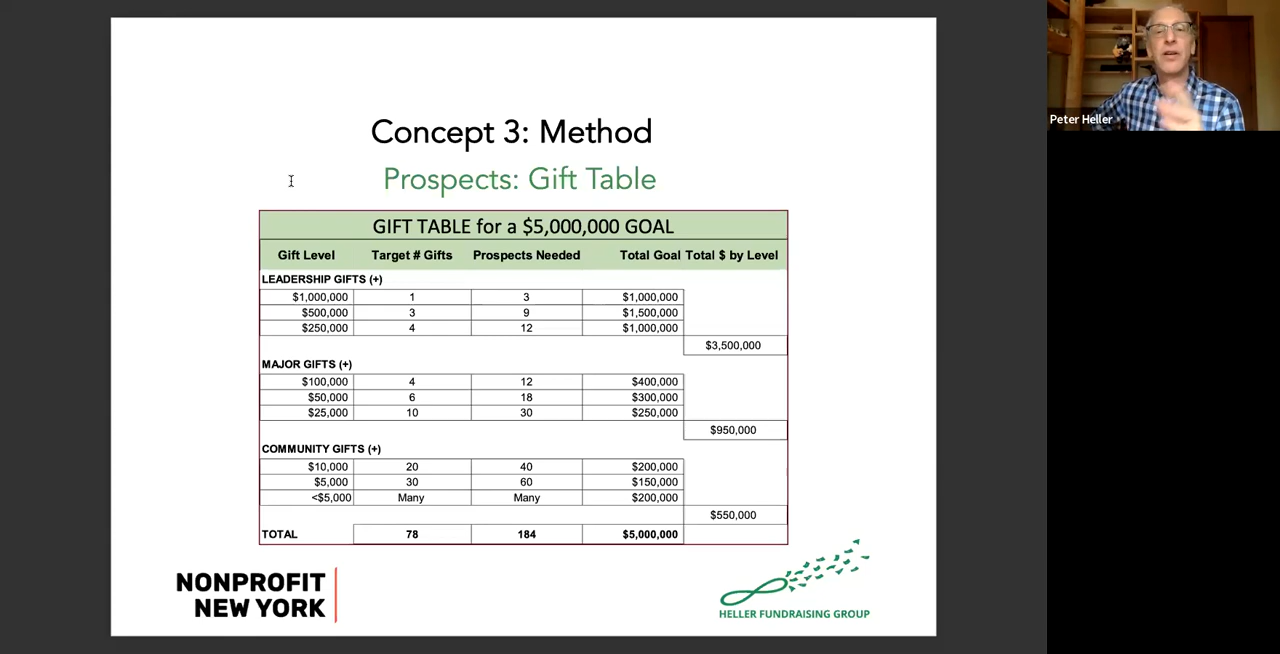 Concept 3: Method
Prospects: Gift Table
GIFT TABLE for a $5,000,000 GOAL
Gift Level Target # Gifts Prospects Needed Total Goal Total $ by Level
LEADERSHIP GIFTS (+)
$1,000,000 1 3 $1,000,000
$500,000 3 9 $1,500,000
$250,000 4 12 $1,000,000
$3,500,000
MAJOR GIFTS (+)
$100,000 4 12 $400,000
$50,000 6 18 $300,000
$25,000 10 30 $250,000
$950,000
COMMUNITY GIFTS (+)
$10,000 20 40 $200,000
$5,000 30 60 $150,000
<$5,000 Many Many $200,000
$550,000
TOTAL 78 184 $5,000,000
NONPROFIT
NEW YORK
HELLER FUNDRAISING GROUP
Peter Heller